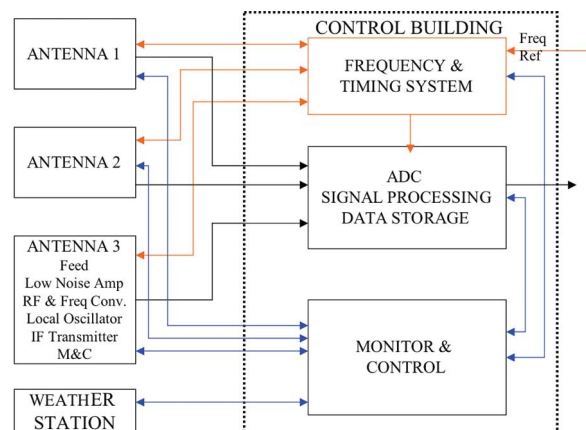 CONTROL BUILDING
ANTENNA 1
Freq
Ref
FREQUENCY &
TIMING SYSTEM
ANTENNA 2
ADC
SIGNAL PROCESSING
DATA STORAGE
ANTENNA 3
Feed
Low Noise Amp
RF & Freq Conv.
Local Oscillator
IF Transmitter
M&C
MONITOR &
CONTROL
WEATHER
STATION